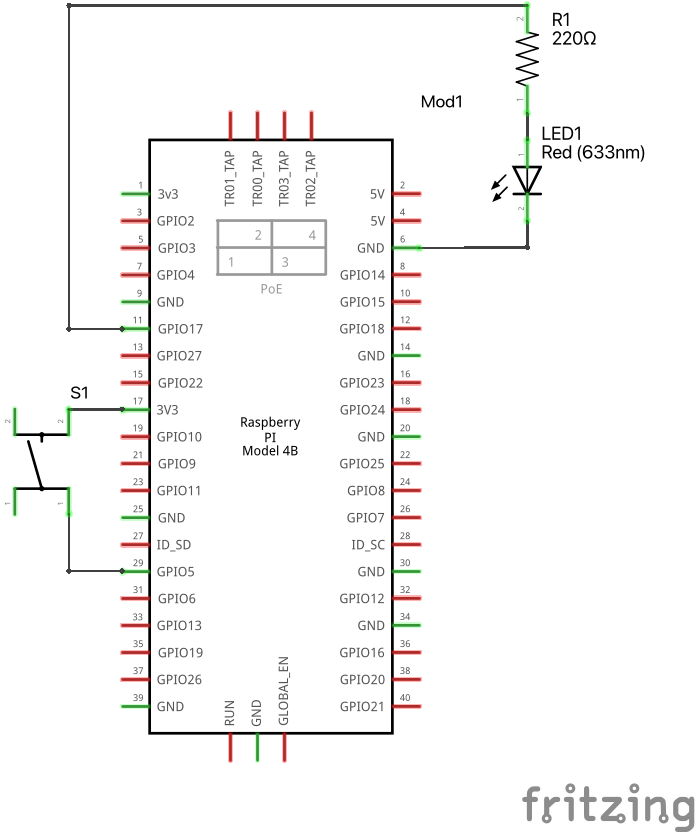 R1
220Ω
2
1
Mod1
LED1
Red (633nm)
1
2
TR01_TAP
TR00_TAP
TR03_TAP
TR02_TAP
2 4
1 3
PoE
1 3v3 5V 2
3 GPIO2 5V 4
5 GPIO3 GND 6
7 GPIO4 GPIO14 8
9 GND GPIO15 10
11 GPIO17 GPIO18 12
13 GPIO27 GND 14
15 GPIO22 GPIO23 16
S1
17 3V3 GPIO24 18
2 2
19 GPIO10 GND 20
Raspberry
PI
Model 4B
21 GPIO9 GPIO25 22
23 GPIO11 GPIO8 24
1 1
25 GND GPIO7 26
27 ID_SD ID_SC 28
29 GPIO5 GND 30
31 GPIO6 GPIO12 32
33 GPIO13 GND 34
35 GPIO19 GPIO16 36
37 GPIO26 GPIO20 38
39 GND GPIO21 40
RUN
GND
GLOBAL_EN
fritzing